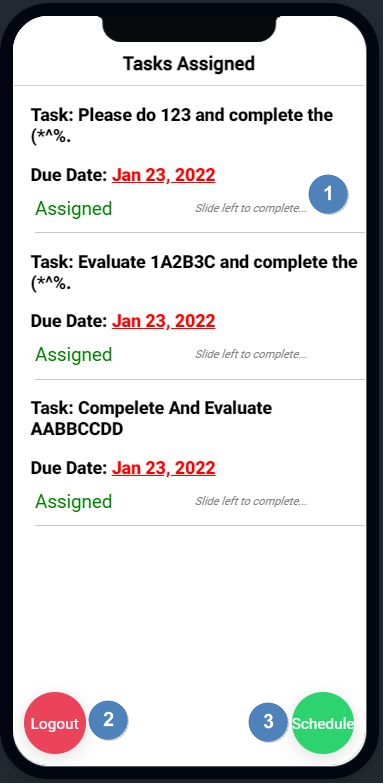 Tasks Assigned
Task: Please do 123 and complete the
(*^%.
Due Date: Jan 23, 2022
1
Assigned
Slide left to complete...
Task: Evaluate 1A2B3C and complete the
(*^%.
Due Date: Jan 23, 2022
Assigned
Slide left to complete...
Task: Compelete And Evaluate
AABBCCDD
Due Date: Jan 23, 2022
Assigned
Slide left to complete...
Logout
2
3
Schedule